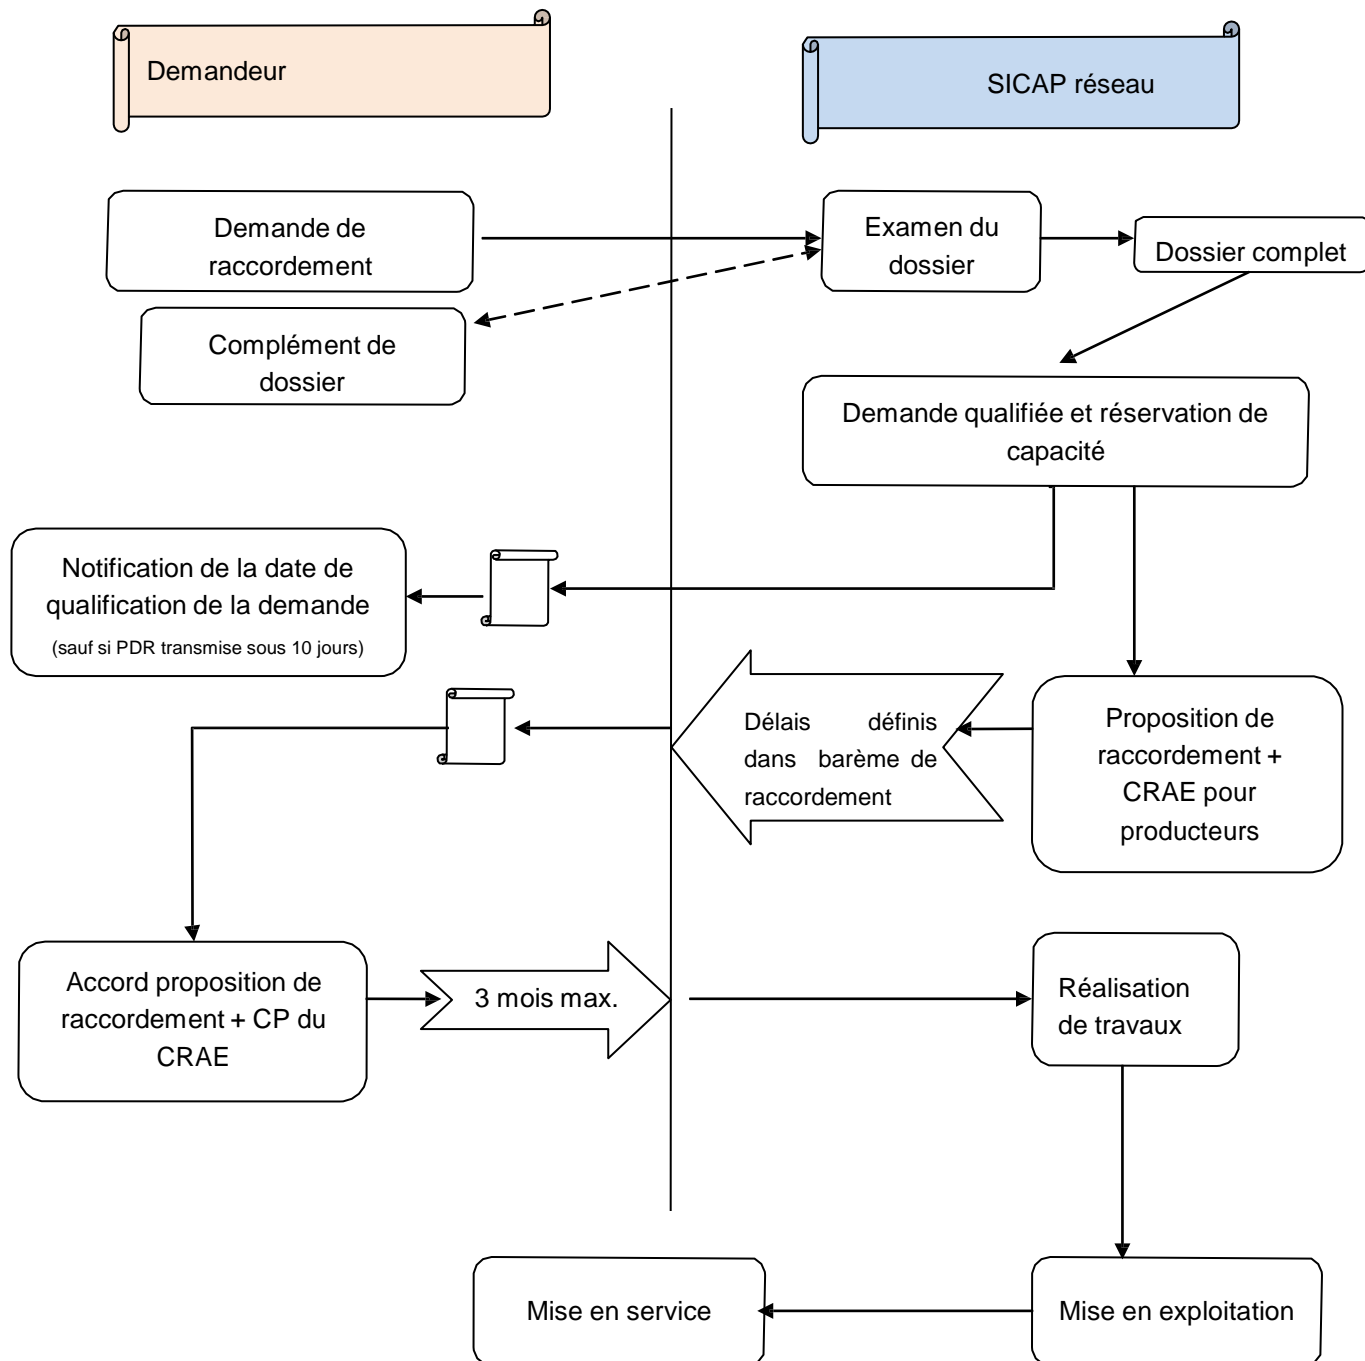 Demandeur
SICAP réseau
Demande de
raccordement
Examen du
dossier
Dossier complet
Complément de
dossier
Demande qualifiée et réservation de
capacité
Notification de la date de
qualification de la demande
(sauf si PDR transmise sous 10 jours)
Délais définis
dans barème de
raccordement
Proposition de
raccordement +
CRAE pour
producteurs
Accord proposition de
raccordement + CP du
CRAE
3 mois max.
Réalisation
de travaux
Mise en service
Mise en exploitation